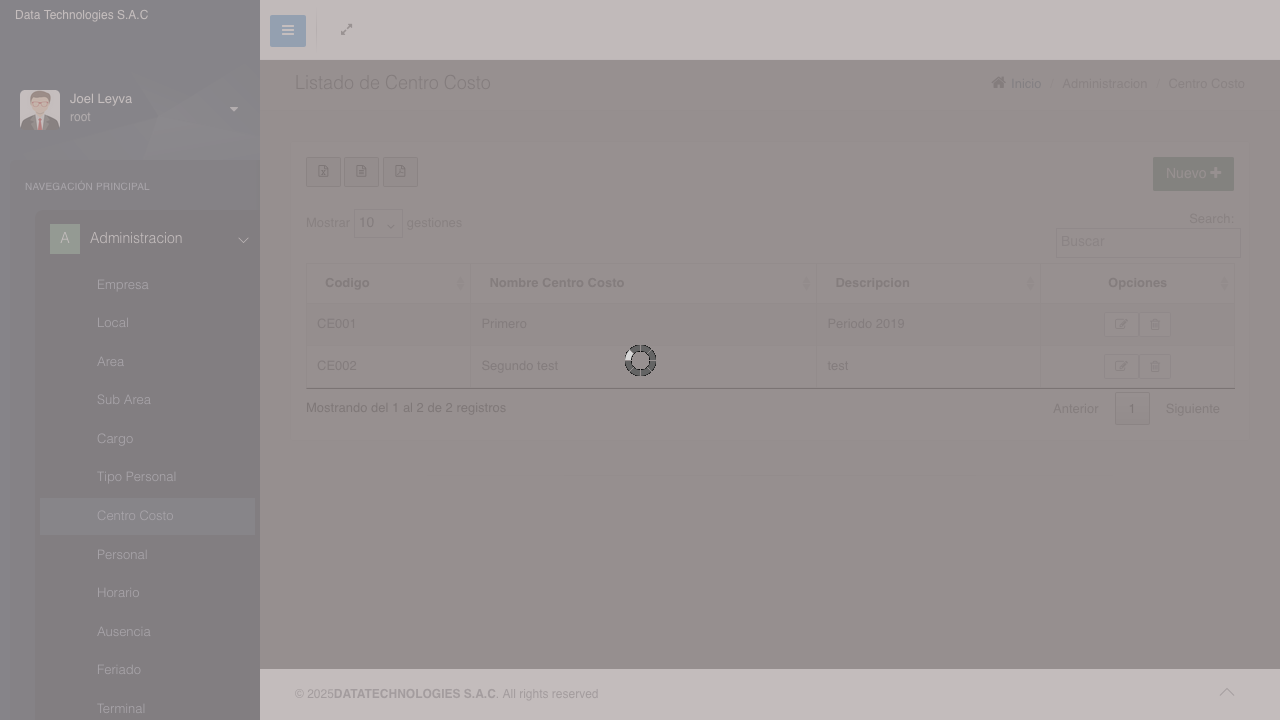 Data Technologies S.A.C
Joel Leyva
root
NAVEGACIÓN PRINCIPAL
A Administracion
Empresa
Local
Area
Sub Area
Cargo
Tipo Personal
Centro Costo
Personal
Horario
Ausencia
Feriado
Terminal
Listado de Centro Costo
Inicio / Administracion / Centro Costo
Nuevo
Mostrar 10 gestiones
Search:
Buscar
Codigo Nombre Centro Costo Descripcion Opciones
CE001 Primero Periodo 2019
CE002 Segundo test test
Mostrando del 1 al 2 de 2 registros
Anterior 1 Siguiente
© 2025DATATECHNOLOGIES S.A.C. All rights reserved